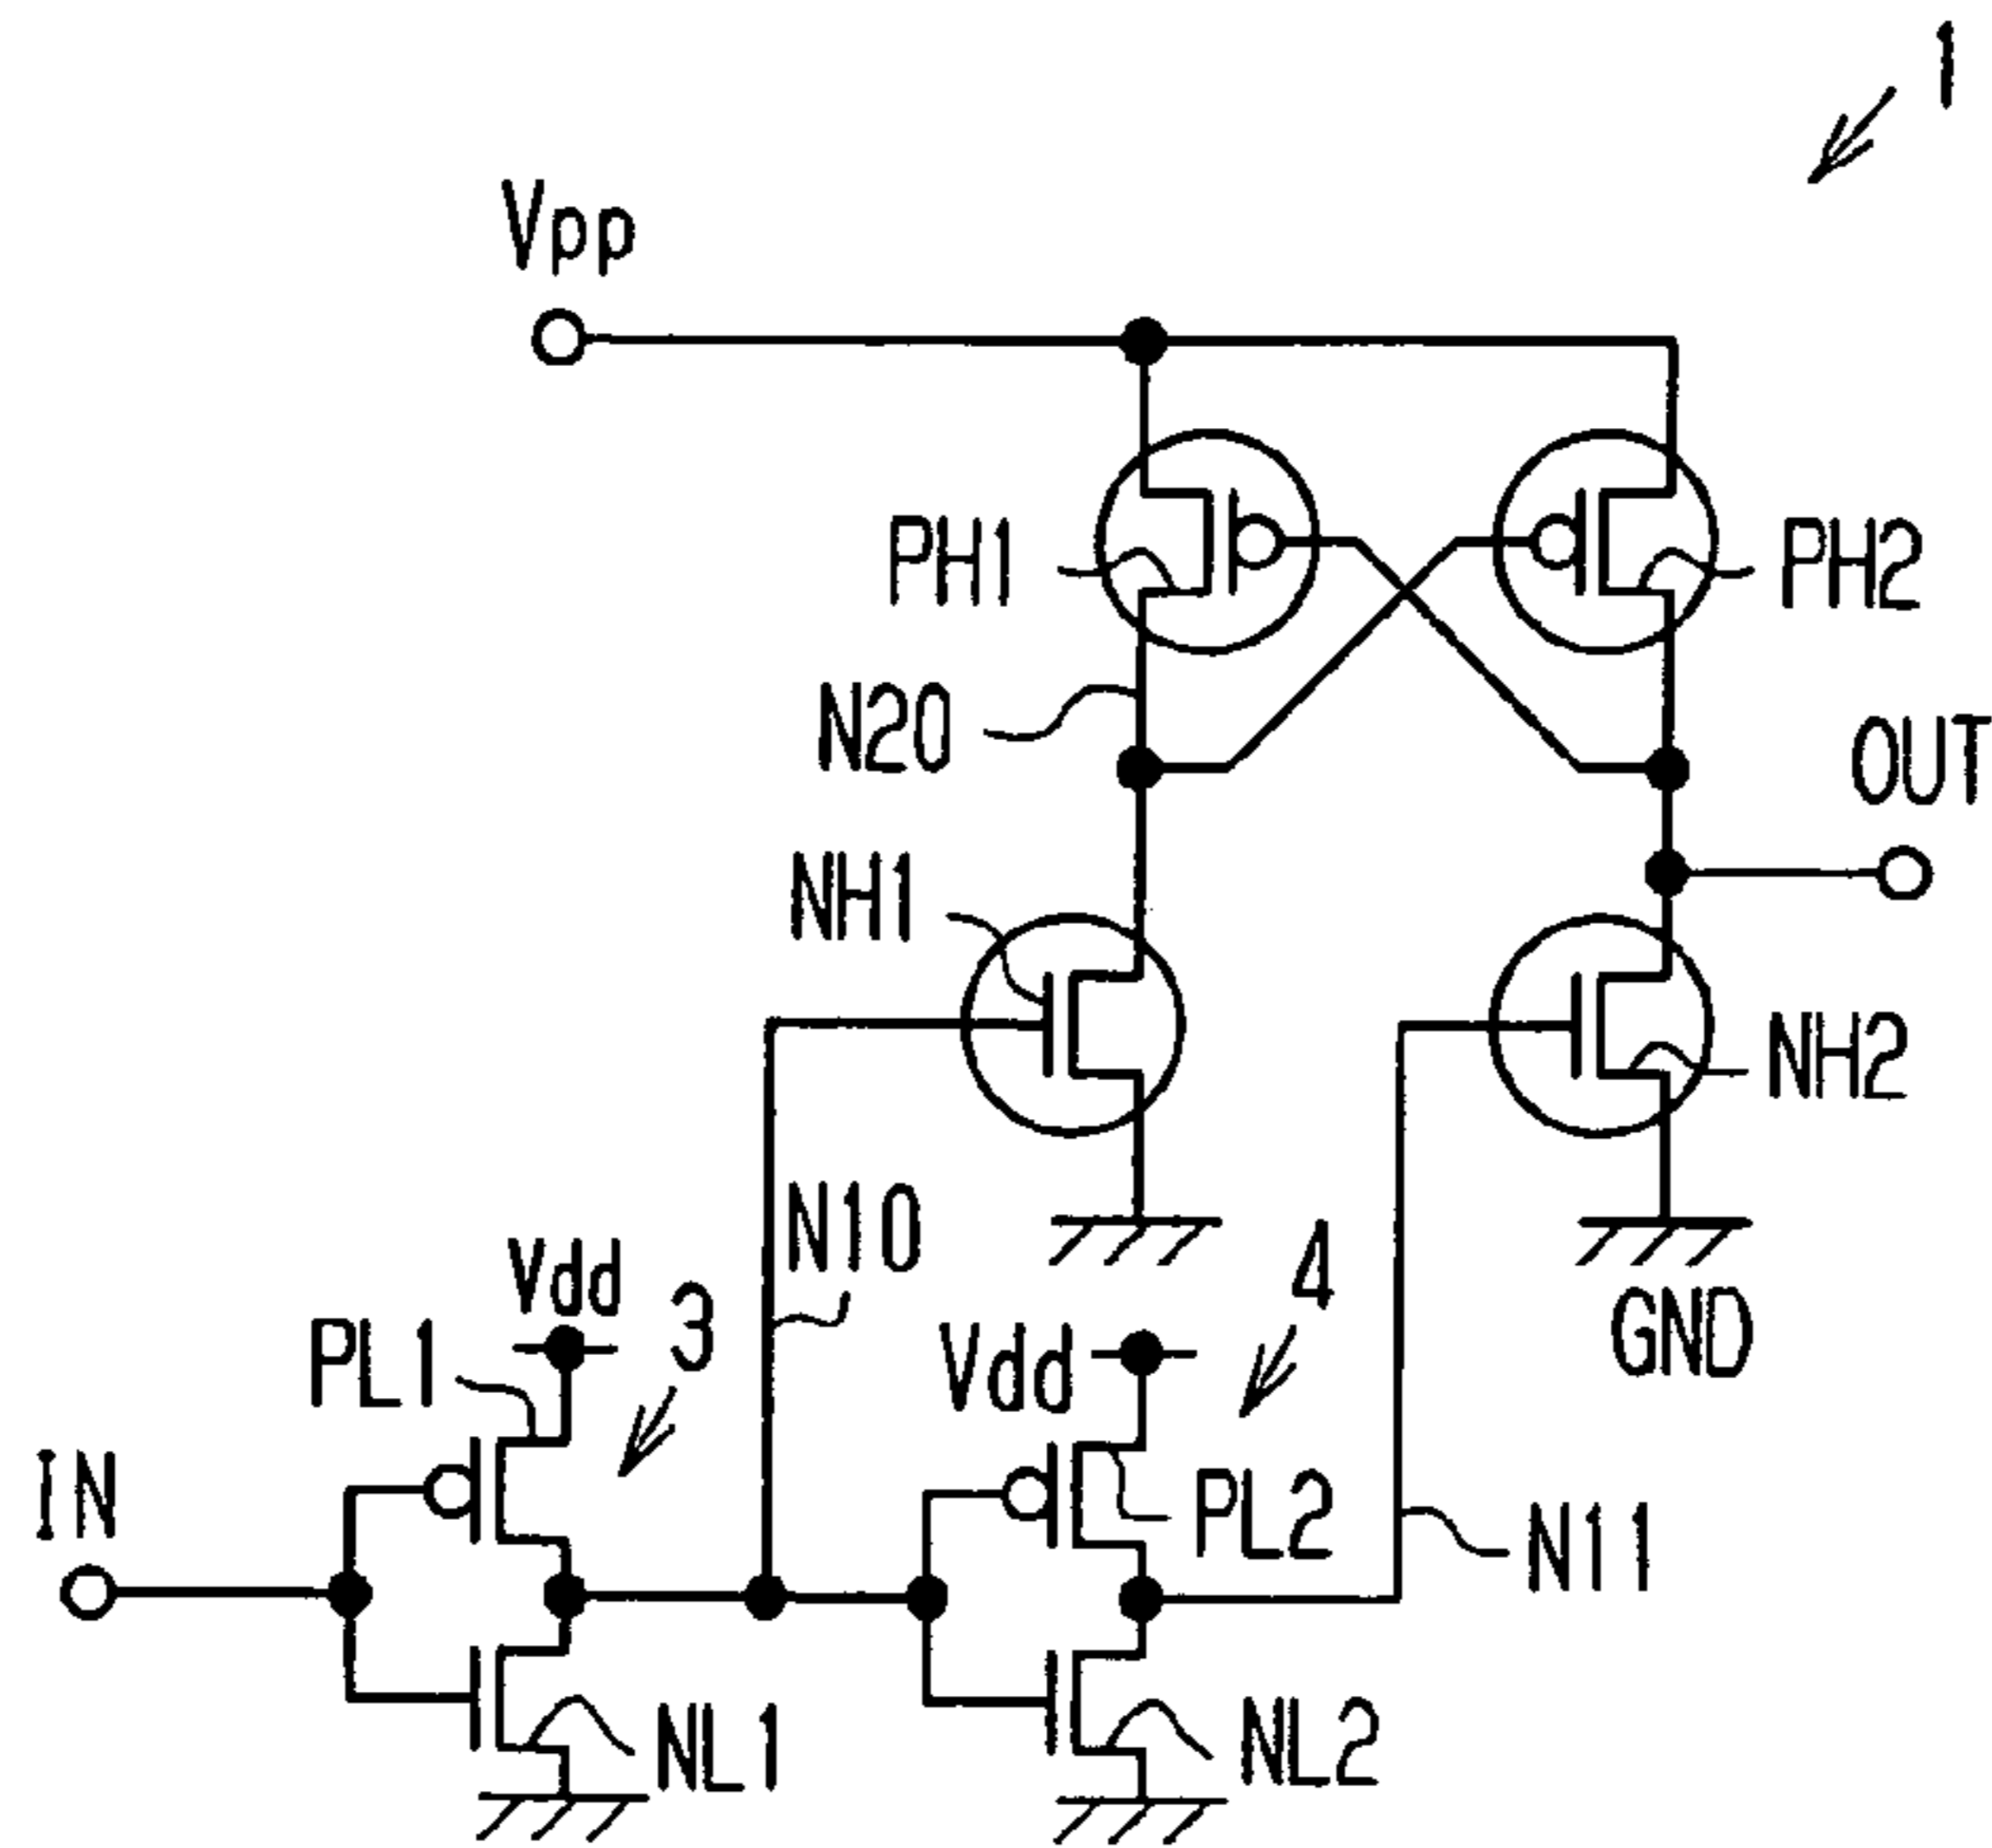 1
Vpp
PH1
PH2
N20
OUT
NH1
NH2
N10
Vdd
3
4
PL1
Vdd
GND
IN
PL2
N11
NL1
NL2